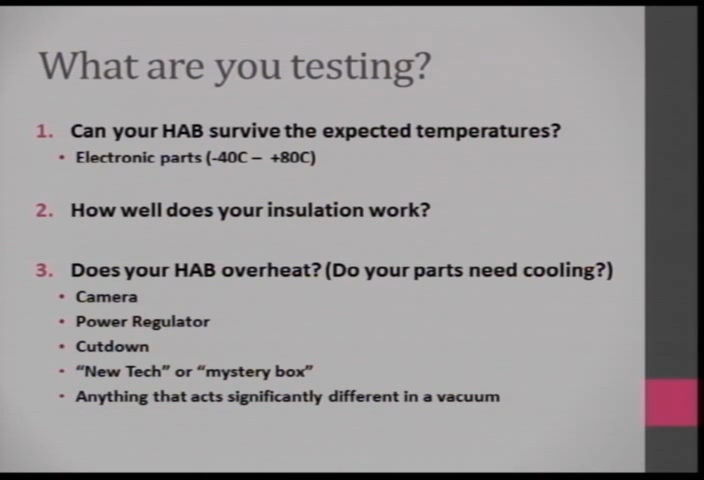 What are you testing?
1. Can your HAB survive the expected temperatures?
• Electronic parts (-40C – +80C)
2. How well does your insulation work?
3. Does your HAB overheat? (Do your parts need cooling?)
• Camera
• Power Regulator
• Cutdown
• “New Tech” or “mystery box”
• Anything that acts significantly different in a vacuum